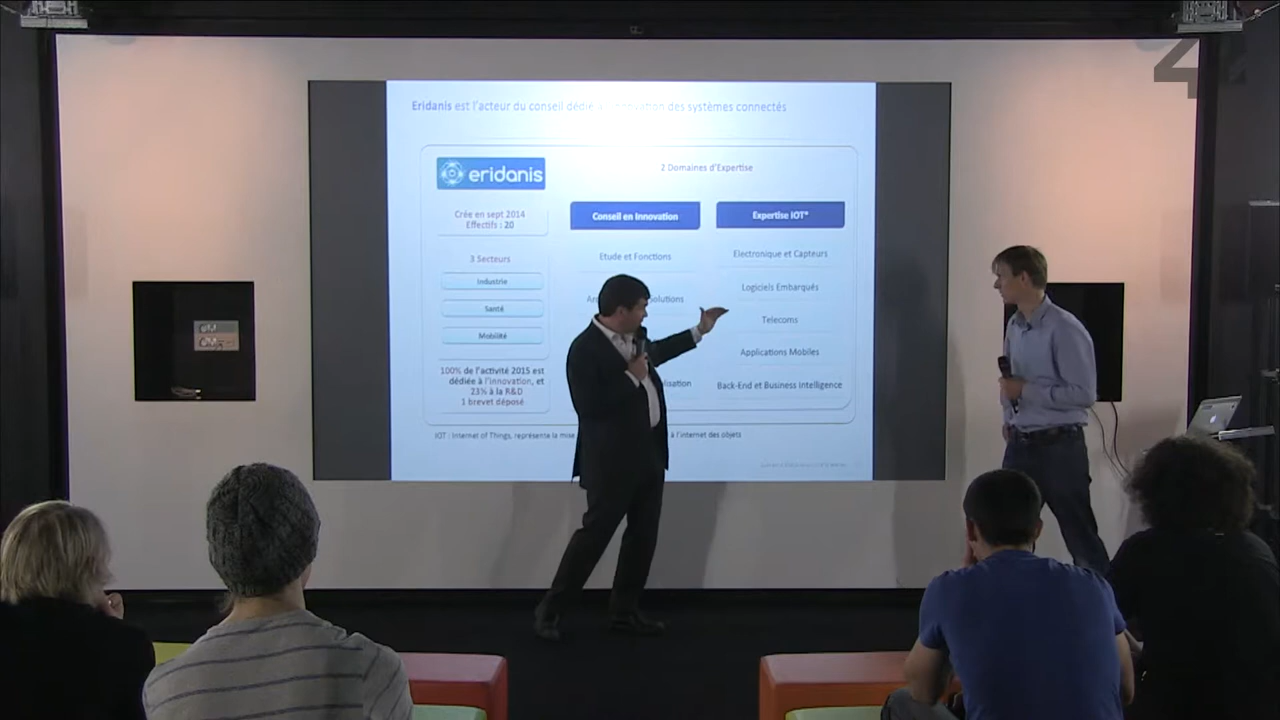 42
Eridanis est l'acteur du conseil dédié des systèmes connectés
eridanis
2 Domaines d'Expertise
Crée en sept 2014
Effectifs : 20
3 Secteurs
Industrie
Santé
Mobilité
100% de l'activité 2015 est
dédiée à l'innovation, et
23% à la R&D
1 brevet déposé
Conseil en Innovation
Etude et Fonctions
Expertise IOT*
Electronique et Capteurs
Logiciels Embarqués
Telecoms
Applications Mobiles
Back-End et Business Intelligence
IOT : Internet of Things, représente la mise à l'internet des objets